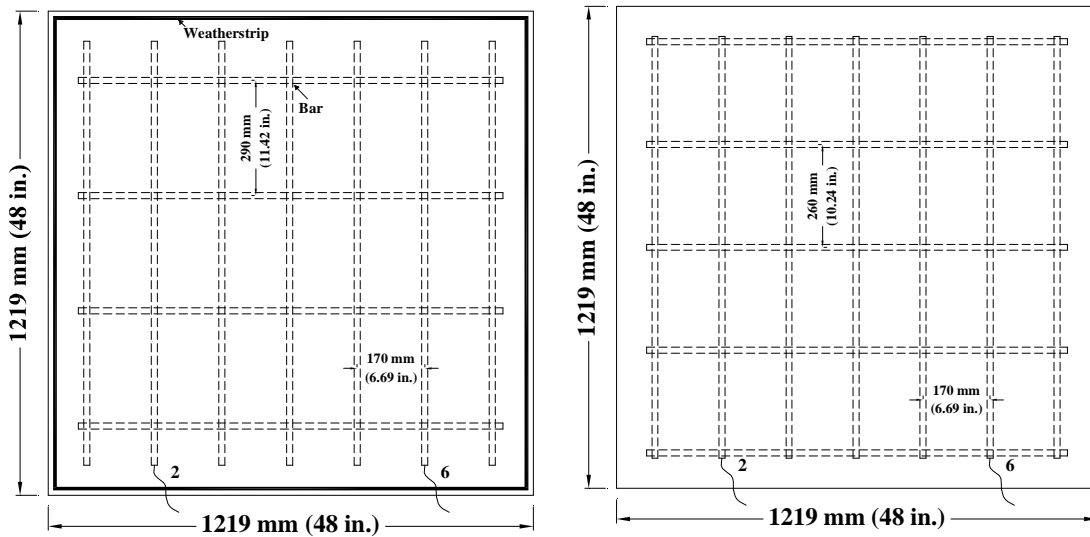 Weatherstrip
Bar
290 mm
(11.42 in.)
170 mm
(6.69 in.)
2
6
1219 mm (48 in.)
1219 mm (48 in.)
260 mm
(10.24 in.)
170 mm
(6.69 in.)
2
6
1219 mm (48 in.)
1219 mm (48 in.)